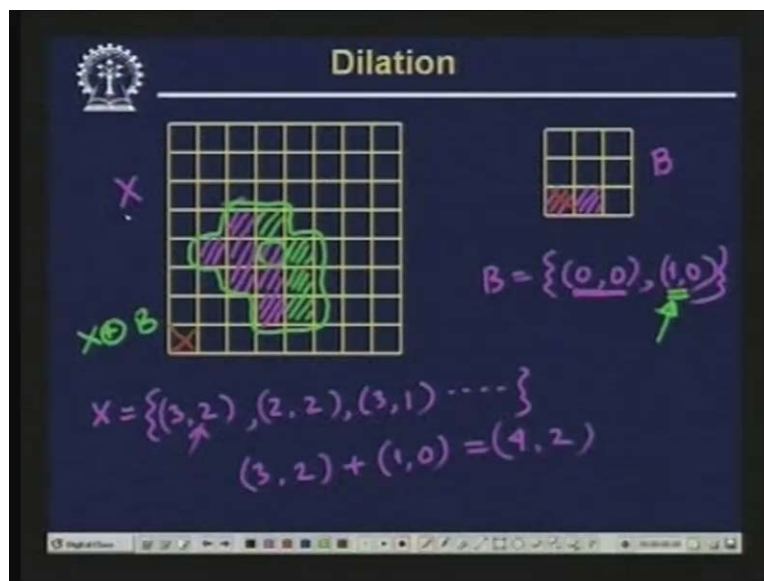 Dilation
X
B
B = {(0,0), (1,0)}
X⊕B
X = {(3,2), (2,2), (3,1) ····· }
(3,2) + (1,0) = (4,2)